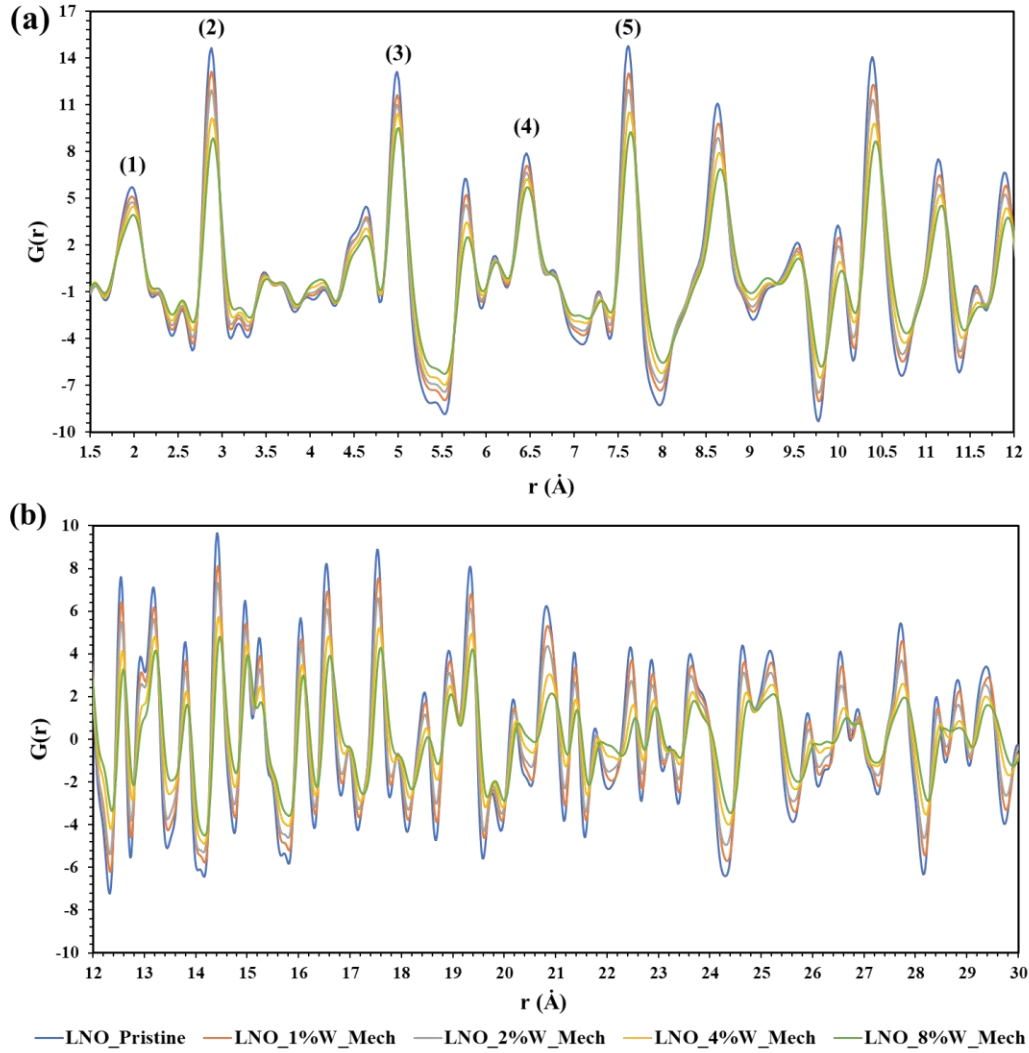 (a)
17
14
11
8
5
2
-1
-4
-7
-10
G(r)
(1)
(2)
(3)
(4)
(5)
1.5 2 2.5 3 3.5 4 4.5 5 5.5 6 6.5 7 7.5 8 8.5 9 9.5 10 10.5 11 11.5 12
r (Å)
(b)
10
8
6
4
2
0
-2
-4
-6
-8
-10
G(r)
12 13 14 15 16 17 18 19 20 21 22 23 24 25 26 27 28 29 30
r (Å)
LNO_Pristine LNO_1%W_Mech LNO_2%W_Mech LNO_4%W_Mech LNO_8%W_Mech